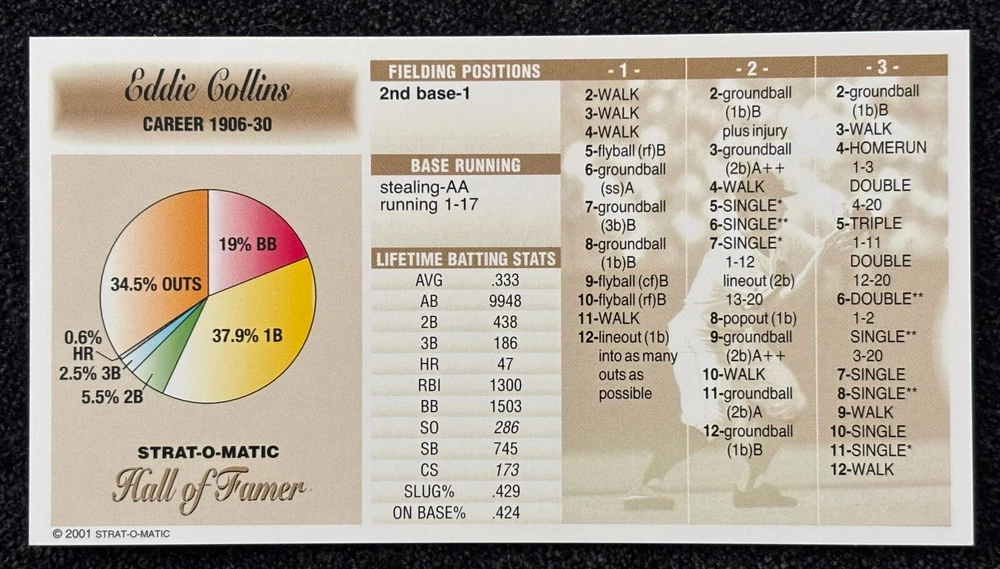 Eddie Collins
CAREER 1906-30
19% BB
34.5% OUTS
37.9% 1B
0.6%
HR
2.5% 3B
5.5% 2B
STRAT-O-MATIC
Hall of Famer
© 2001 STRAT-O-MATIC
FIELDING POSITIONS
2nd base-1
BASE RUNNING
stealing-AA
running 1-17
LIFETIME BATTING STATS
AVG .333
AB 9948
2B 438
3B 186
HR 47
RBI 1300
BB 1503
SO 286
SB 745
CS 173
SLUG% .429
ON BASE% .424
- 1 -
2-WALK
3-WALK
4-WALK
5-flyball (rf)B
6-groundball
(ss)A
7-groundball
(3b)B
8-groundball
(1b)B
9-flyball (cf)B
10-flyball (rf)B
11-WALK
12-lineout (1b)
into as many
outs as
possible
- 2 -
2-groundball
(1b)B
plus injury
3-groundball
(2b)A++
4-WALK
5-SINGLE*
6-SINGLE**
7-SINGLE*
1-12
lineout (2b)
13-20
8-popout (1b)
9-groundball
(2b)A++
10-WALK
11-groundball
(2b)A
12-groundball
(1b)B
- 3 -
2-groundball
(1b)B
3-WALK
4-HOMERUN
1-3
DOUBLE
4-20
5-TRIPLE
1-11
DOUBLE
12-20
6-DOUBLE**
1-2
SINGLE**
3-20
7-SINGLE
8-SINGLE**
9-WALK
10-SINGLE
11-SINGLE*
12-WALK